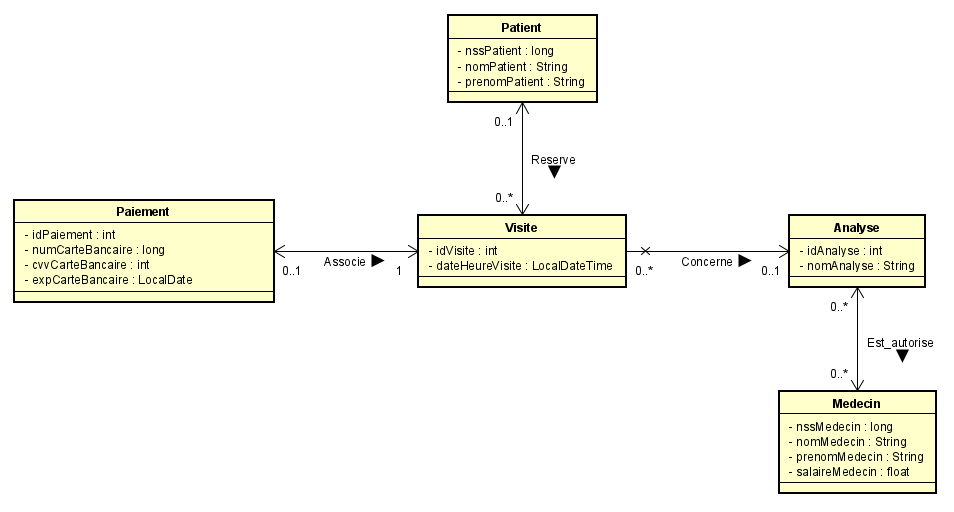 Patient
- nssPatient : long
- nomPatient : String
- prenomPatient : String
0..1
Reserve
0..*
Paiement
- idPaiement : int
- numCarteBancaire : long
- cvvCarteBancaire : int
- expCarteBancaire : LocalDate
0..1
Associe
1
Visite
- idVisite : int
- dateHeureVisite : LocalDateTime
0..*
Concerne
0..1
Analyse
- idAnalyse : int
- nomAnalyse : String
0..*
Est_autorise
0..*
Medecin
- nssMedecin : long
- nomMedecin : String
- prenomMedecin : String
- salaireMedecin : float